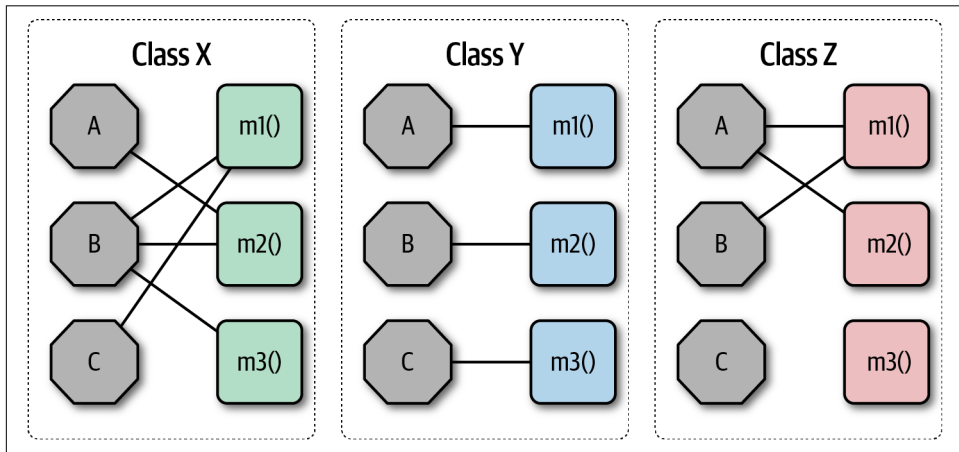 Class X
A
m1()
B
m2()
C
m3()
Class Y
A
m1()
B
m2()
C
m3()
Class Z
A
m1()
B
m2()
C
m3()